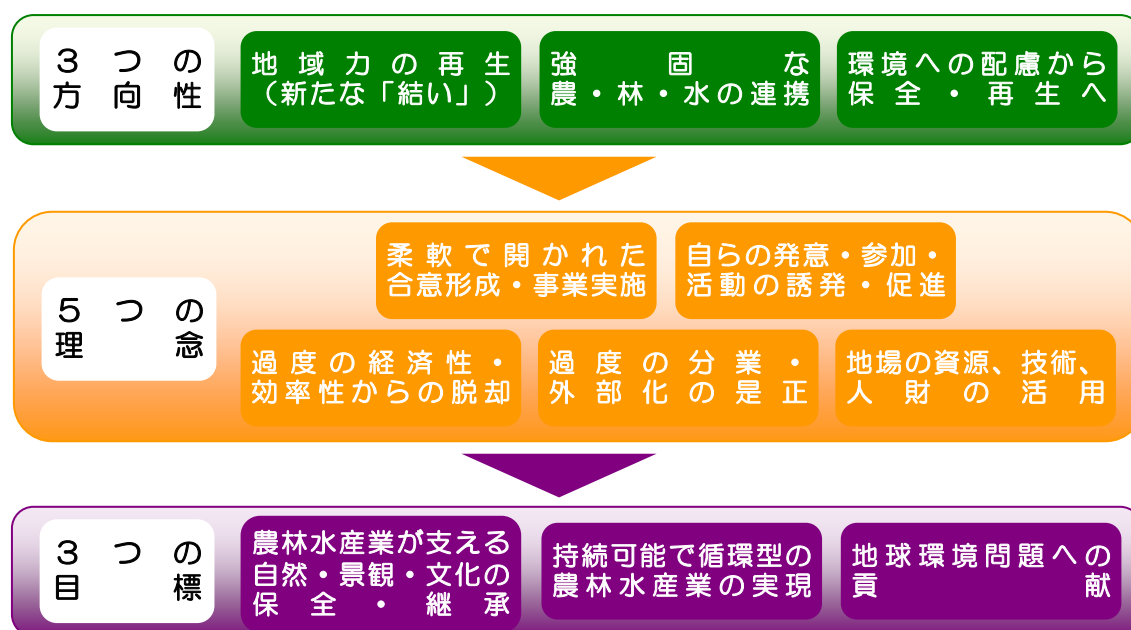 3つの
方向性
地域力の再生
（新たな「結い」）
強固な
農・林・水の連携
環境への配慮から
保全・再生へ
5つの
理念
柔軟で開かれた
合意形成・事業実施
自らの発意・参加・
活動の誘発・促進
過度の経済性・
効率性からの脱却
過度の分業・
外部化の是正
地場の資源、技術、
人財の活用
3つの
目標
農林水産業が支える
自然・景観・文化の
保全・継承
持続可能で循環型の
農林水産業の実現
地球環境問題への
貢献